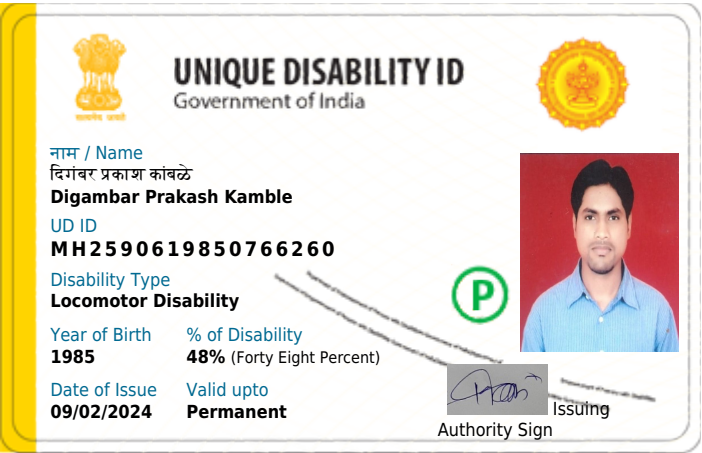 UNIQUE DISABILITY ID
Government of India
नाम / Name
दिगंबर प्रकाश कांबळे
Digambar Prakash Kamble
UD ID
MH2590619850766260
Disability Type
Locomotor Disability
Year of Birth % of Disability
1985 48% (Forty Eight Percent)
Date of Issue Valid upto
09/02/2024 Permanent
P
Issuing
Authority Sign